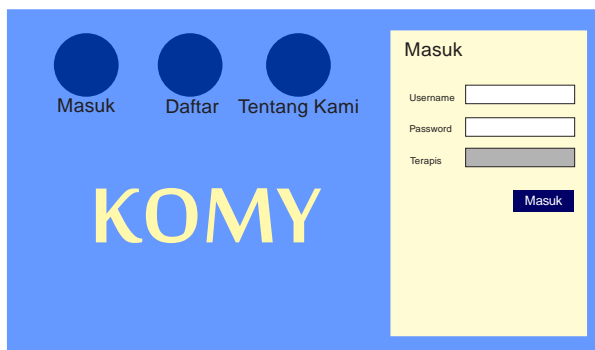 Masuk
Daftar
Tentang Kami
KOMY
Masuk
Username
Password
Terapis
Masuk